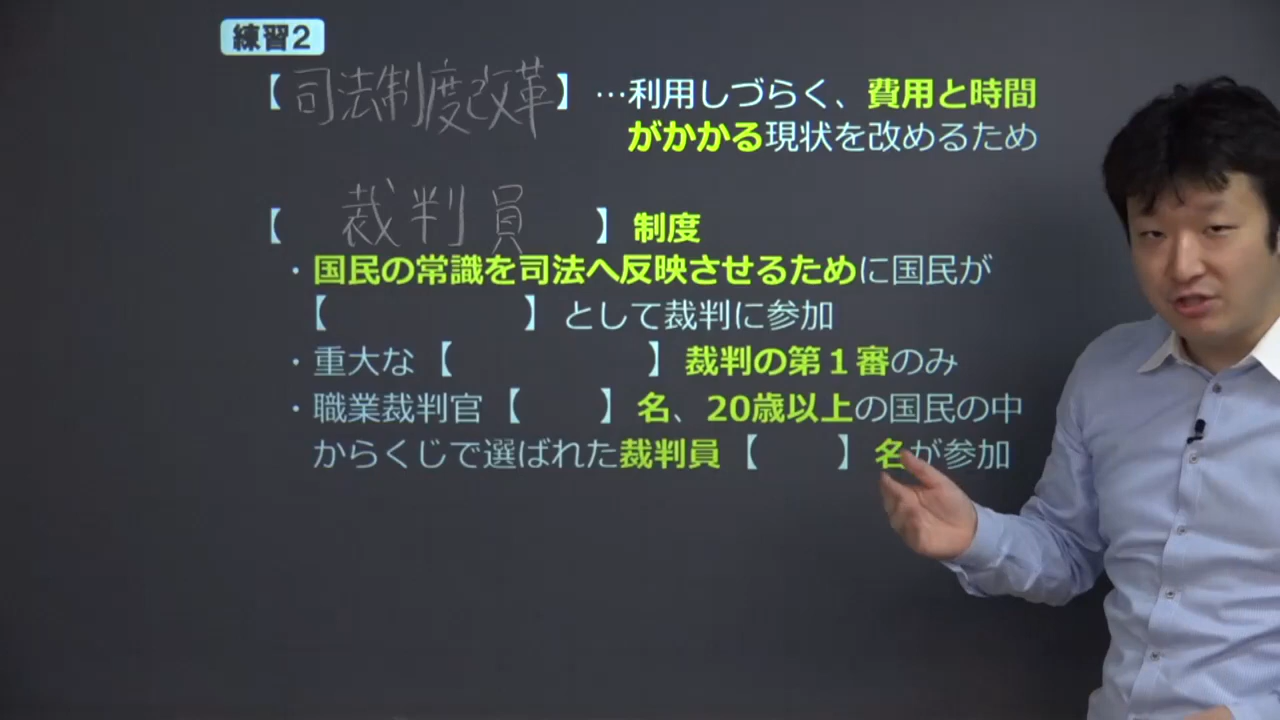 練習2
【司法制度改革】…利用しづらく、費用と時間
がかかる現状を改めるため
【 裁判員 】制度
・国民の常識を司法へ反映させるために国民が
【 】として裁判に参加
・重大な【 】裁判の第１審のみ
・職業裁判官【 】名、20歳以上の国民の中
からくじで選ばれた裁判員【 】名が参加